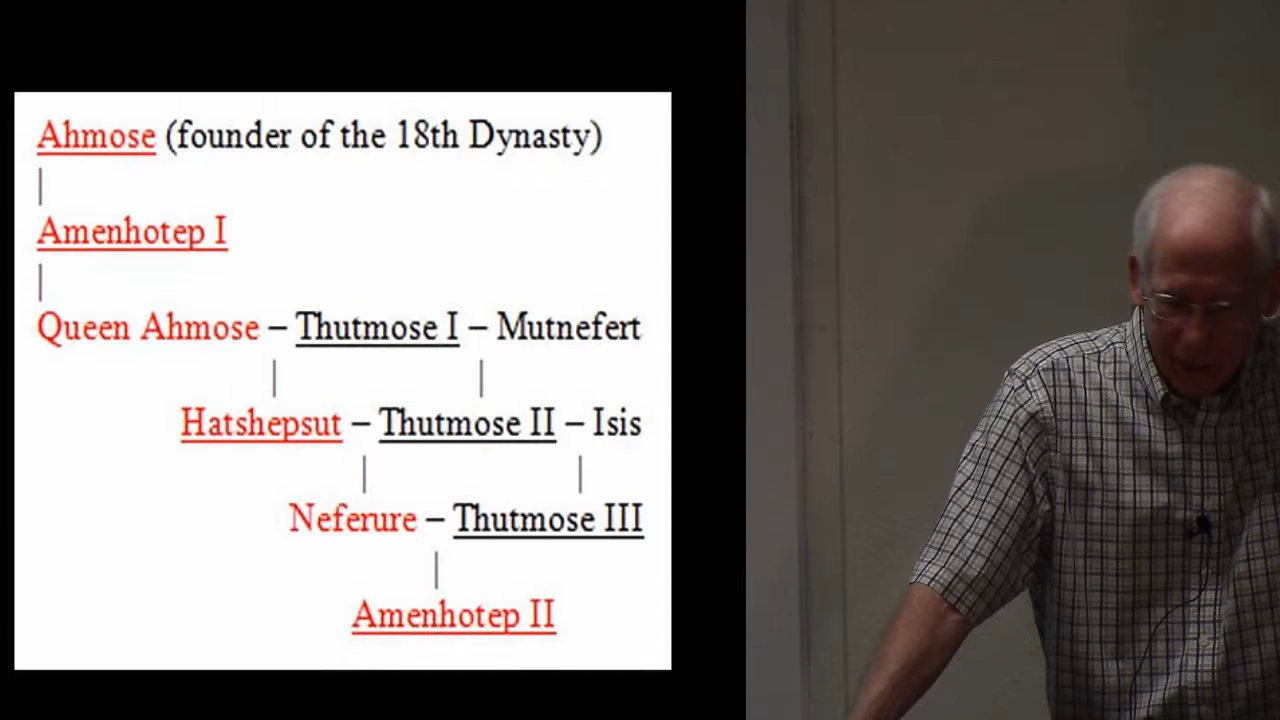 Ahmose (founder of the 18th Dynasty)
Amenhotep I
Queen Ahmose – Thutmose I – Mutnefert
Hatshepsut – Thutmose II – Isis
Neferure – Thutmose III
Amenhotep II